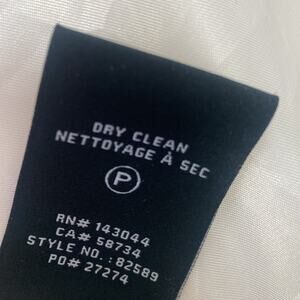 DRY CLEAN
NETTOYAGE À SEC
P
RN# 143044
CA# 58734
STYLE NO.: 82589
PO# 27274